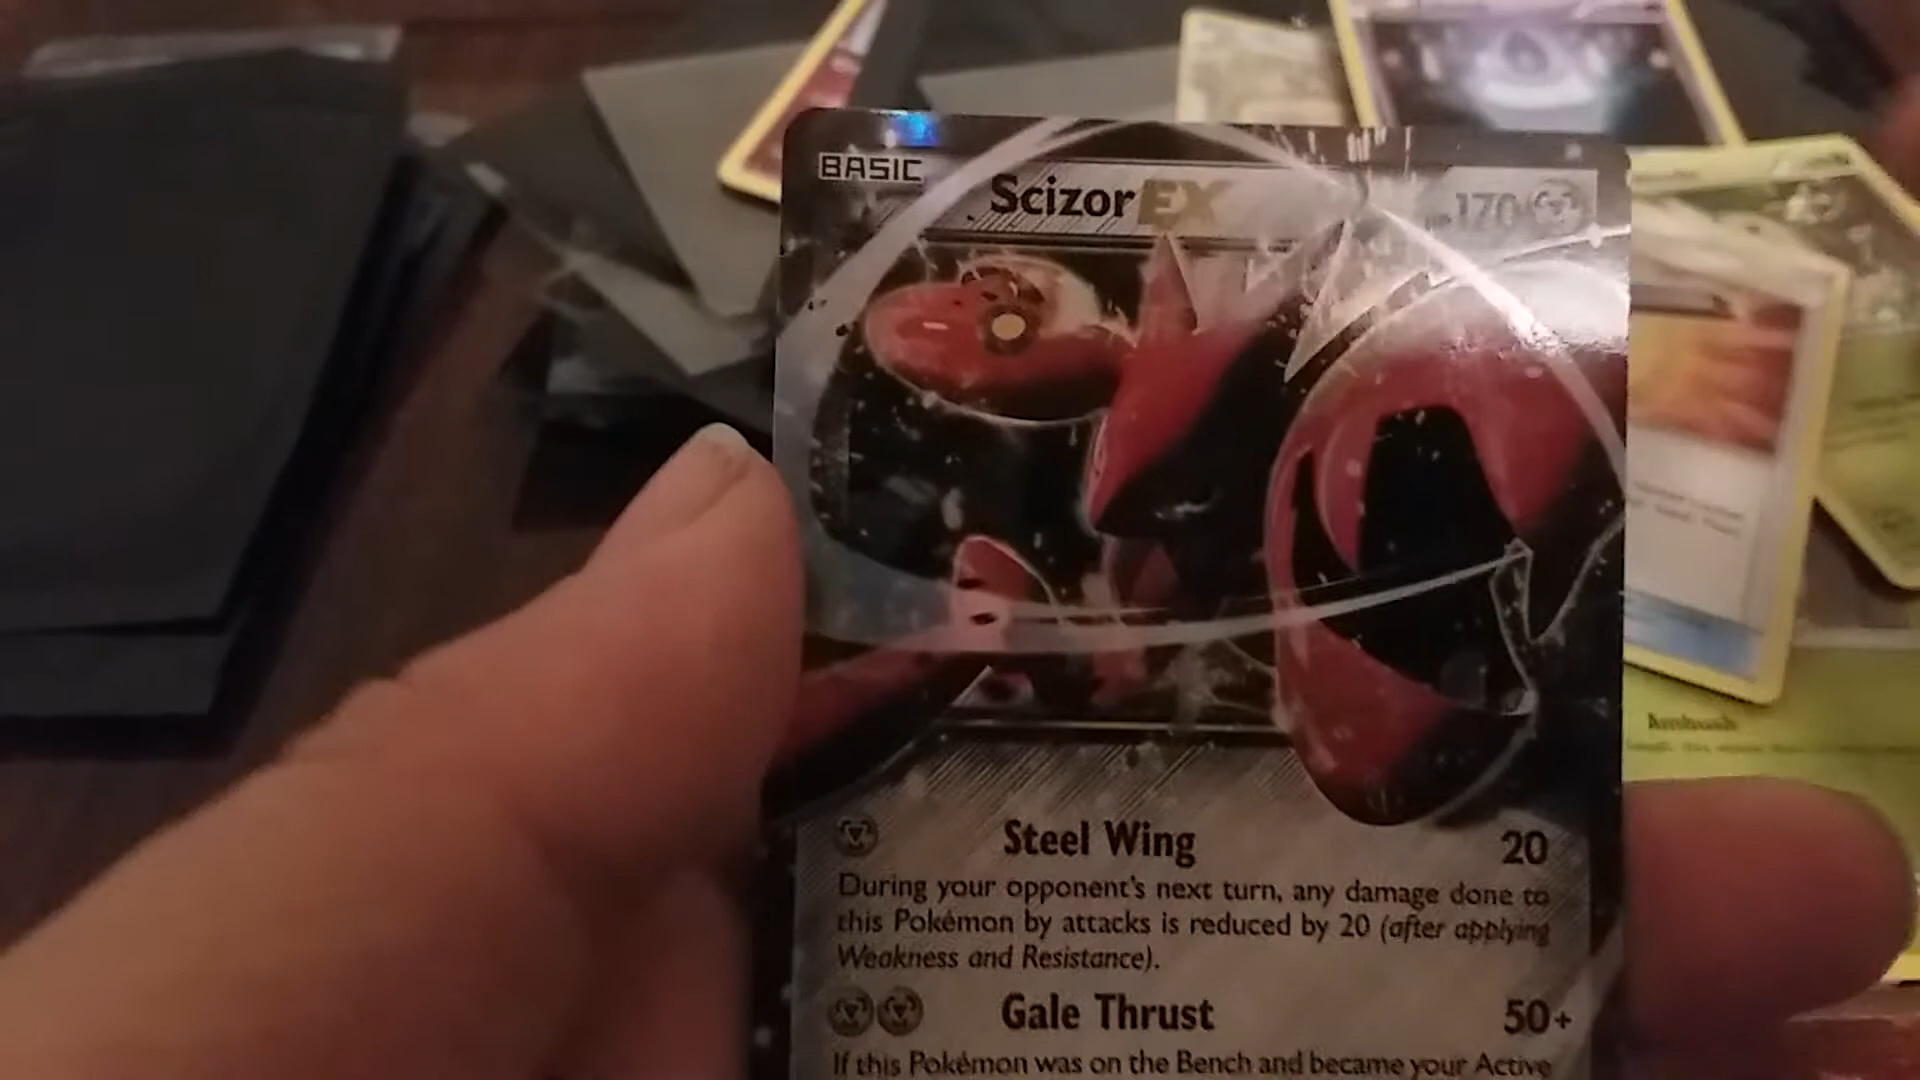 BASIC
Scizor EX
HP 170
Steel Wing 20
During your opponent's next turn, any damage done to
this Pokémon by attacks is reduced by 20 (after applying
Weakness and Resistance).
Gale Thrust 50+
If this Pokémon was on the Bench and became your Active
Ambush